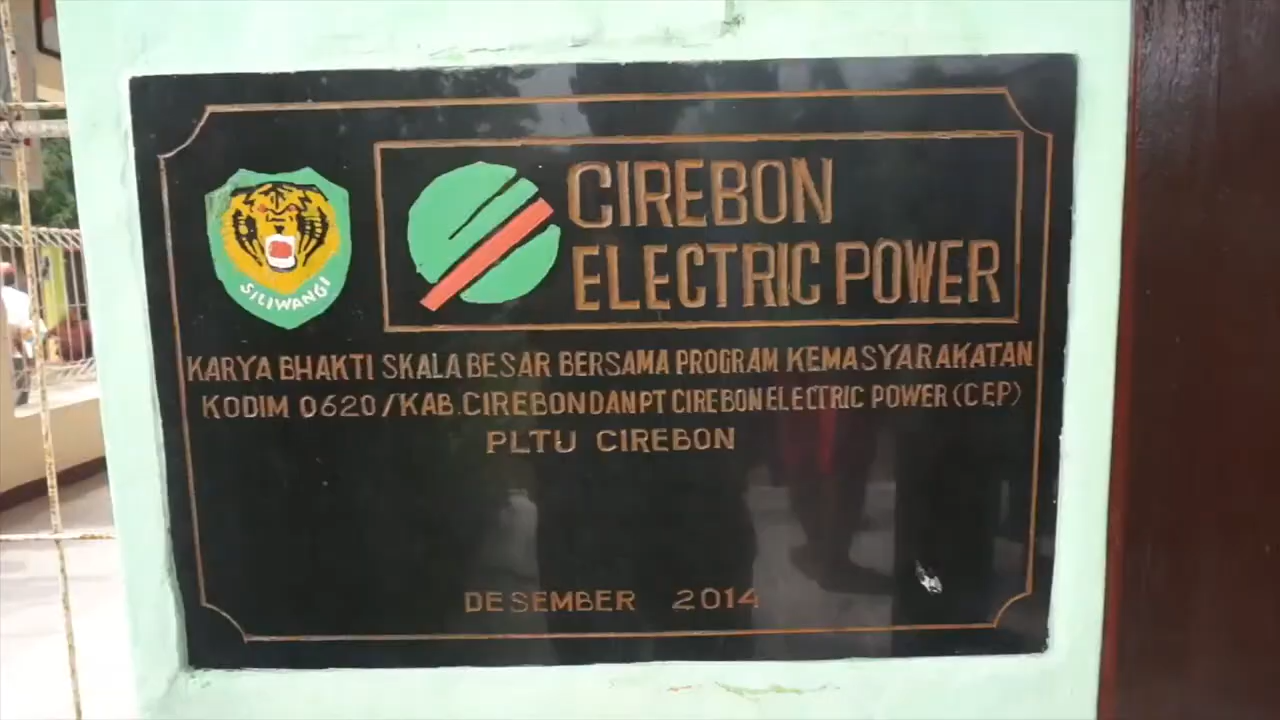 SILIWANGI
CIREBON
ELECTRIC POWER
KARYA BHAKTI SKALA BESAR BERSAMA PROGRAM KEMASYARAKATAN
KODIM 0620/KAB.CIREBON DAN PT CIREBON ELECTRIC POWER (CEP)
PLTU CIREBON
DESEMBER 2014